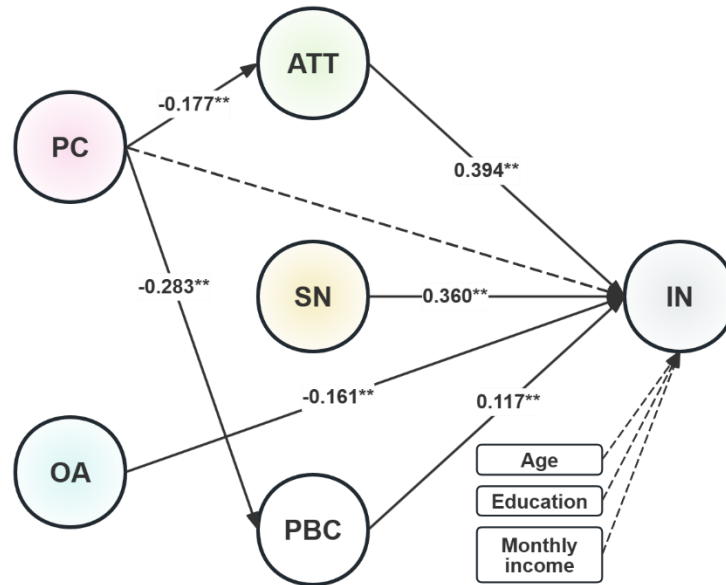 ATT
-0.177**
PC
0.394**
-0.283**
SN
0.360**
IN
-0.161**
0.117**
OA
Age
Education
PBC
Monthly
income